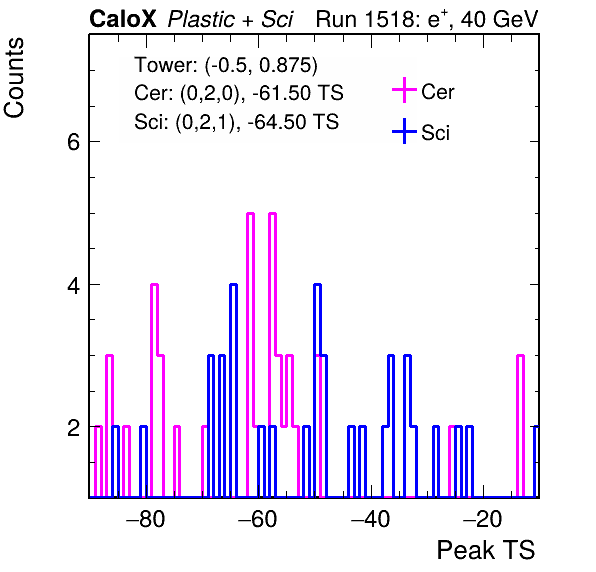 CaloX Plastic + Sci Run 1518: e+, 40 GeV
Counts
Tower: (-0.5, 0.875)
Cer: (0,2,0), -61.50 TS
Sci: (0,2,1), -64.50 TS
Cer
Sci
6
4
2
−80 −60 −40 −20
Peak TS